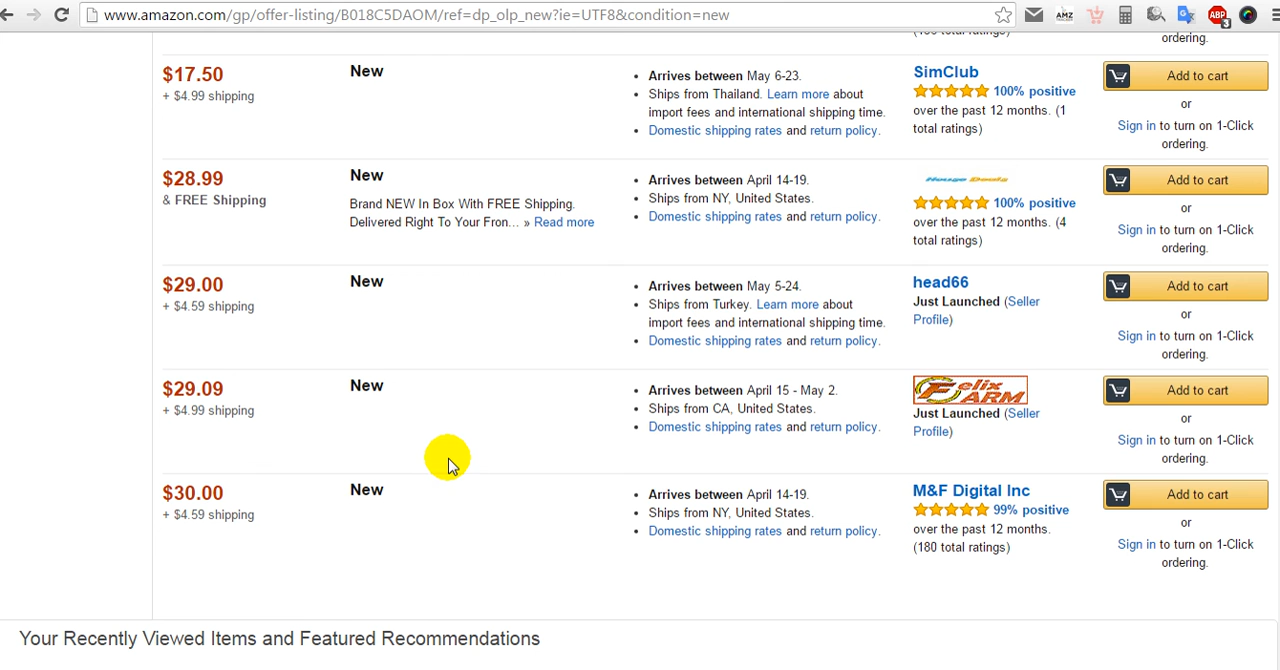 www.amazon.com/gp/offer-listing/B018C5DAOM/ref=dp_olp_new?ie=UTF8&condition=new
AMZ
ABP
3
ordering.
$17.50
+ $4.99 shipping
New
• Arrives between May 6-23.
• Ships from Thailand. Learn more about
import fees and international shipping time.
• Domestic shipping rates and return policy.
SimClub
100% positive
over the past 12 months. (1
total ratings)
Add to cart
or
Sign in to turn on 1-Click
ordering.
$28.99
& FREE Shipping
New
Brand NEW In Box With FREE Shipping.
Delivered Right To Your Fron... » Read more
• Arrives between April 14-19.
• Ships from NY, United States.
• Domestic shipping rates and return policy.
House Deals
100% positive
over the past 12 months. (4
total ratings)
Add to cart
or
Sign in to turn on 1-Click
ordering.
$29.00
+ $4.59 shipping
New
• Arrives between May 5-24.
• Ships from Turkey. Learn more about
import fees and international shipping time.
• Domestic shipping rates and return policy.
head66
Just Launched (Seller
Profile)
Add to cart
or
Sign in to turn on 1-Click
ordering.
$29.09
+ $4.99 shipping
New
• Arrives between April 15 - May 2.
• Ships from CA, United States.
• Domestic shipping rates and return policy.
Felix
FARM
Just Launched (Seller
Profile)
Add to cart
or
Sign in to turn on 1-Click
ordering.
$30.00
+ $4.59 shipping
New
• Arrives between April 14-19.
• Ships from NY, United States.
• Domestic shipping rates and return policy.
M&F Digital Inc
99% positive
over the past 12 months.
(180 total ratings)
Add to cart
or
Sign in to turn on 1-Click
ordering.
Your Recently Viewed Items and Featured Recommendations